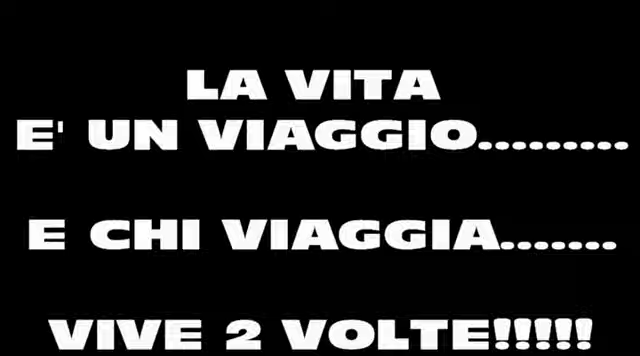 LA VITA
E' UN VIAGGIO.........
E CHI VIAGGIA.......
VIVE 2 VOLTE!!!!!